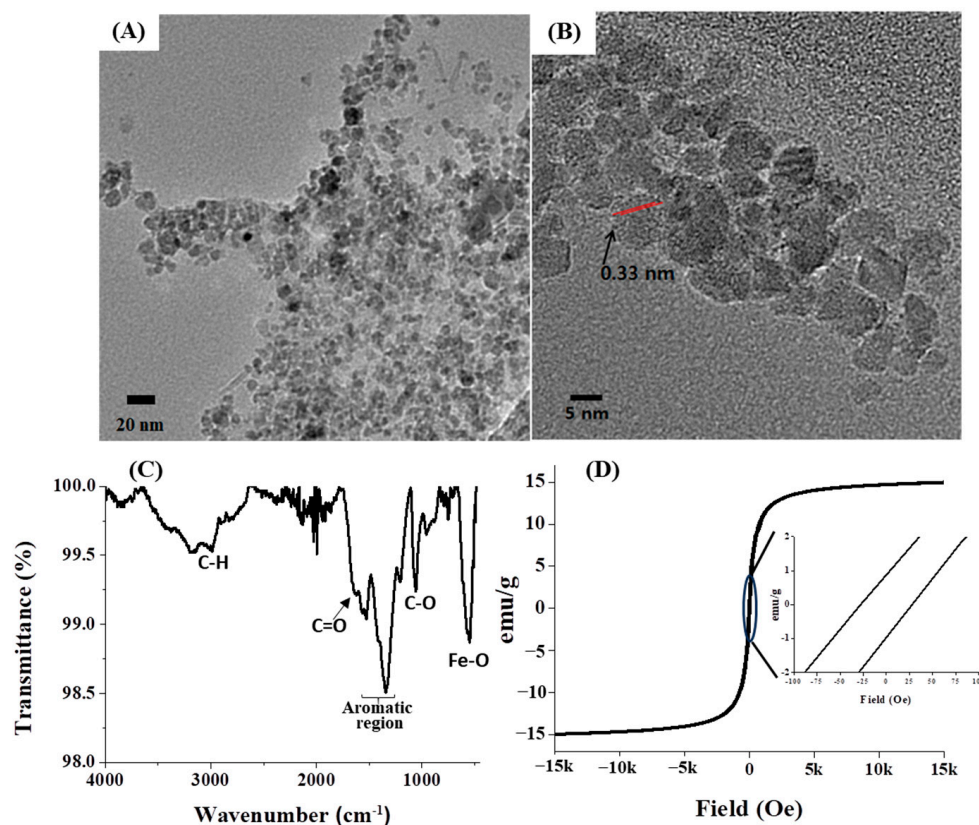 (A)
20 nm
(B)
0.33 nm
5 nm
(C)
Transmittance (%)
100.0
99.5
99.0
98.5
98.0
C-H
C=O
C-O
Fe-O
Aromatic
region
4000
3000
2000
1000
Wavenumber (cm-1)
(D)
emu/g
15
10
5
0
−5
−10
−15
−15k
−10k
−5k
0
5k
10k
15k
Field (Oe)
emu/g
2
1
0
-1
-2
-100
-75
-50
-25
0
25
50
75
100
Field (Oe)